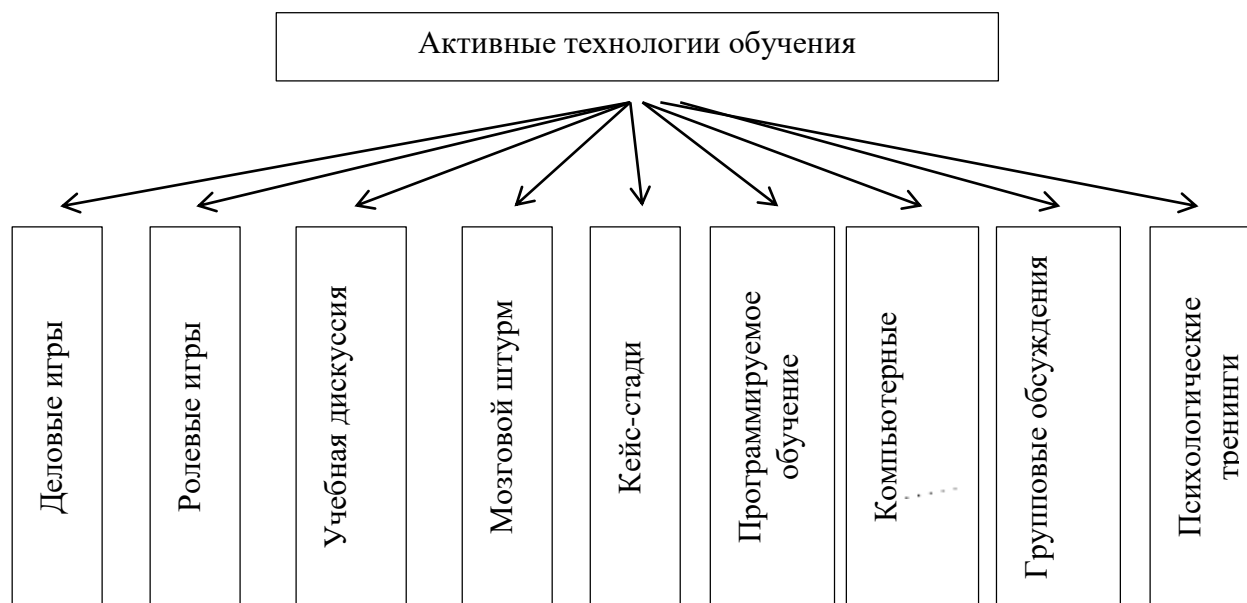 Активные технологии обучения
Деловые игры
Ролевые игры
Учебная дискуссия
Мозговой штурм
Кейс-стади
Программируемое
обучение
Компьютерные
Групповые обсуждения
Психологические
тренинги